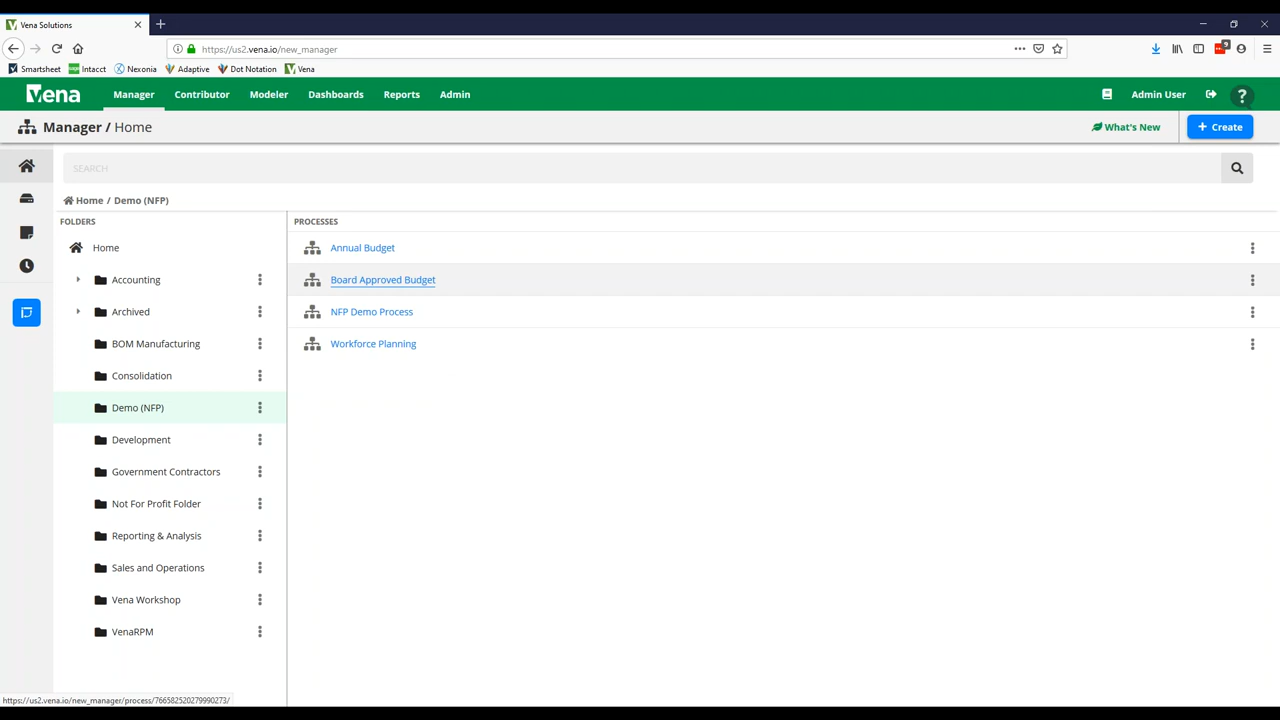 Vena Solutions
https://us2.vena.io/new_manager
9
Smartsheet Intacct Nexonia Adaptive Dot Notation Vena
Vena Manager Contributor Modeler Dashboards Reports Admin Admin User ?
Manager / Home What's New + Create
SEARCH
Home / Demo (NFP)
FOLDERS
Home
Accounting
Archived
BOM Manufacturing
Consolidation
Demo (NFP)
Development
Government Contractors
Not For Profit Folder
Reporting & Analysis
Sales and Operations
Vena Workshop
VenaRPM
PROCESSES
Annual Budget
Board Approved Budget
NFP Demo Process
Workforce Planning
https://us2.vena.io/new_manager/process/766582520279990273/